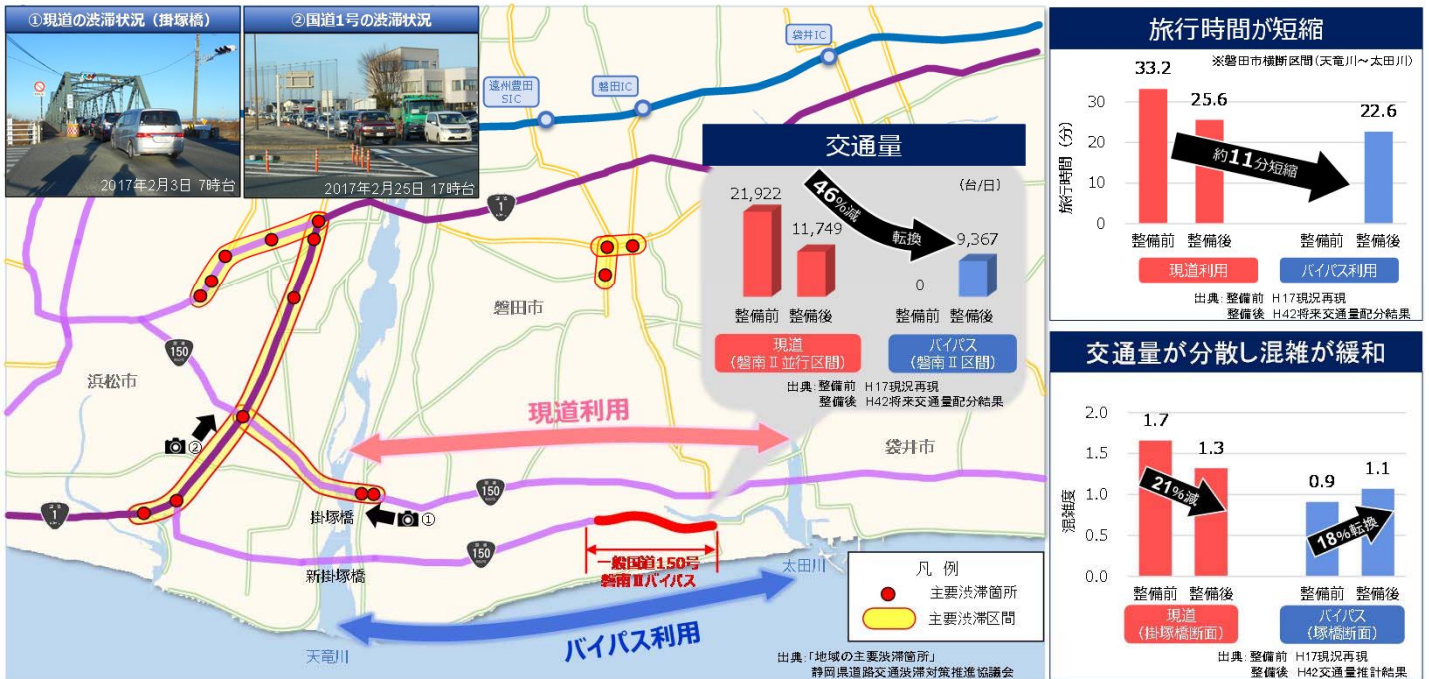 ①現道の渋滞状況（掛塚橋）
2017年2月3日 7時台
②国道1号の渋滞状況
2017年2月25日 17時台
遠州豊田
SIC
磐田IC
袋井IC
1
交通量
（台/日）
21,922
11,749
46%減
転換
9,367
0
整備前 整備後
整備前 整備後
現道
（磐南Ⅱ並行区間）
バイパス
（磐南Ⅱ区間）
出典：整備前 H17現況再現
整備後 H42将来交通量配分結果
磐田市
150
浜松市
②
現道利用
袋井市
150
①
掛塚橋
1
150
新掛塚橋
一般国道150号
磐南Ⅱバイパス
太田川
バイパス利用
天竜川
凡 例
主要渋滞箇所
主要渋滞区間
出典：「地域の主要渋滞箇所」
静岡県道路交通渋滞対策推進協議会
旅行時間が短縮
※磐田市横断区間（天竜川～太田川）
旅行時間（分）
30
20
10
0
33.2
25.6
22.6
約11分短縮
整備前 整備後
整備前 整備後
現道利用
バイパス利用
出典：整備前 H17現況再現
整備後 H42将来交通量配分結果
交通量が分散し混雑が緩和
混雑度
2.0
1.5
1.0
0.5
0.0
1.7
1.3
0.9
1.1
21%減
18%転換
整備前 整備後
整備前 整備後
現道
（掛塚橋断面）
バイパス
（塚橋断面）
出典：整備前 H17現況再現
整備後 H42交通量推計結果